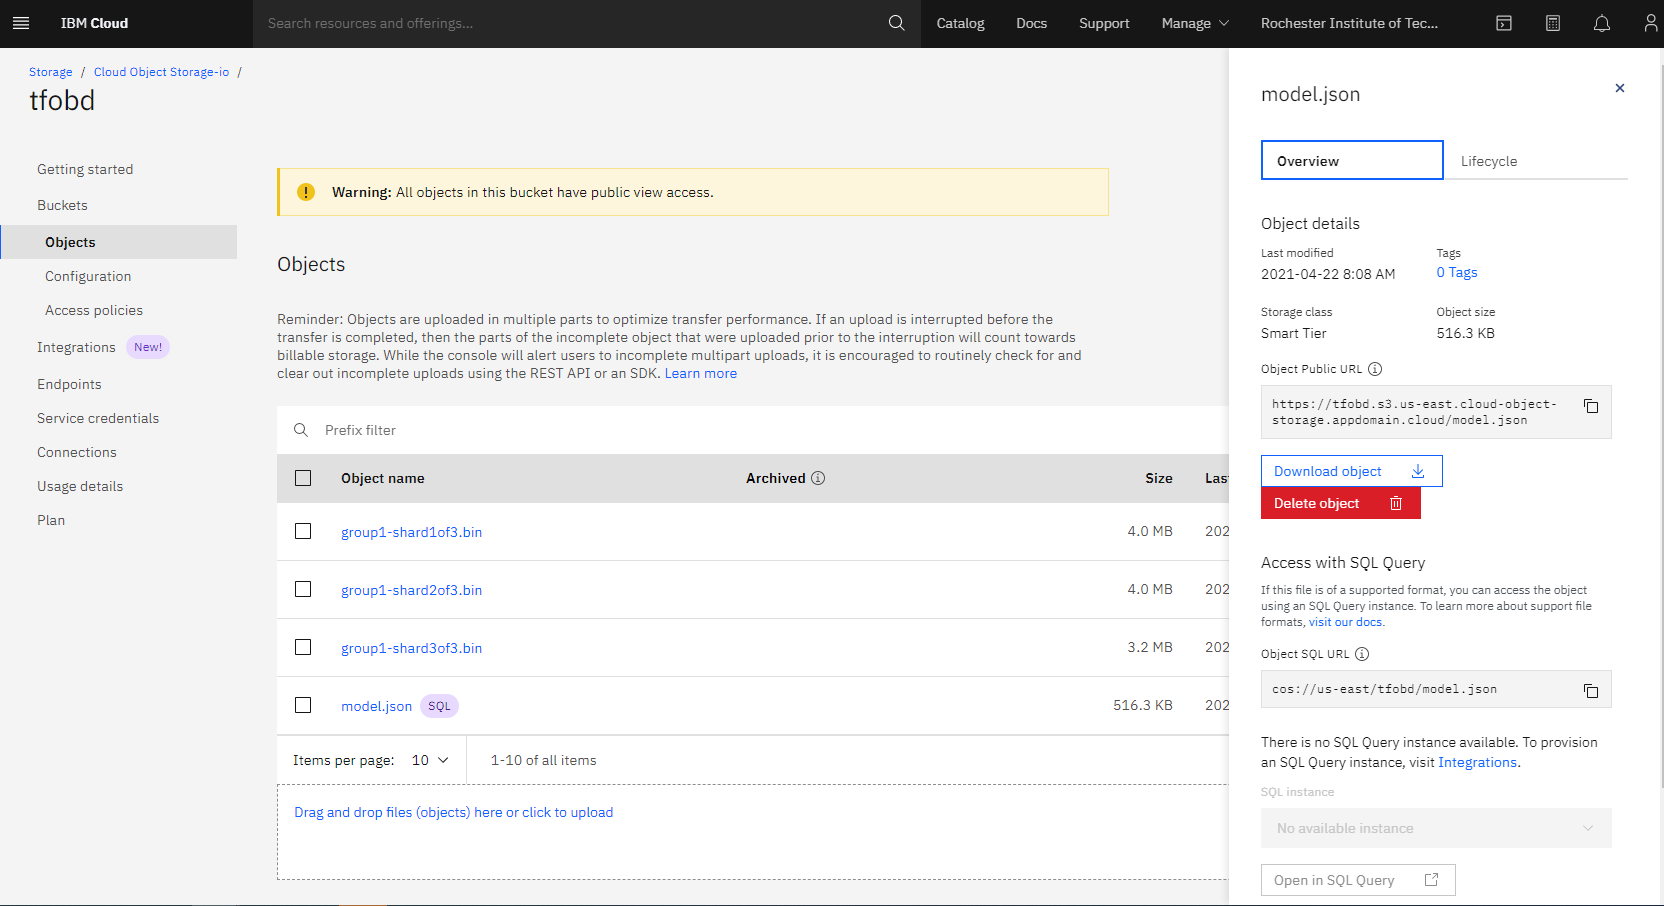 IBM Cloud
Search resources and offerings...
Catalog
Docs
Support
Manage
Rochester Institute of Tec...
Storage / Cloud Object Storage-io /
tfobd
Getting started
Buckets
Objects
Configuration
Access policies
Integrations New!
Endpoints
Service credentials
Connections
Usage details
Plan
Warning: All objects in this bucket have public view access.
Objects
Reminder: Objects are uploaded in multiple parts to optimize transfer performance. If an upload is interrupted before the
transfer is completed, then the parts of the incomplete object that were uploaded prior to the interruption will count towards
billable storage. While the console will alert users to incomplete multipart uploads, it is encouraged to routinely check for and
clear out incomplete uploads using the REST API or an SDK. Learn more
Prefix filter
Object name Archived Size Las
group1-shard1of3.bin 4.0 MB 202
group1-shard2of3.bin 4.0 MB 202
group1-shard3of3.bin 3.2 MB 202
model.json SQL 516.3 KB 202
Items per page: 10 1-10 of all items
Drag and drop files (objects) here or click to upload
model.json
Overview
Lifecycle
Object details
Last modified
2021-04-22 8:08 AM
Tags
0 Tags
Storage class
Smart Tier
Object size
516.3 KB
Object Public URL
https://tfobd.s3.us-east.cloud-object-
storage.appdomain.cloud/model.json
Download object
Delete object
Access with SQL Query
If this file is of a supported format, you can access the object
using an SQL Query instance. To learn more about support file
formats, visit our docs.
Object SQL URL
cos://us-east/tfobd/model.json
There is no SQL Query instance available. To provision
an SQL Query instance, visit Integrations.
SQL instance
No available instance
Open in SQL Query